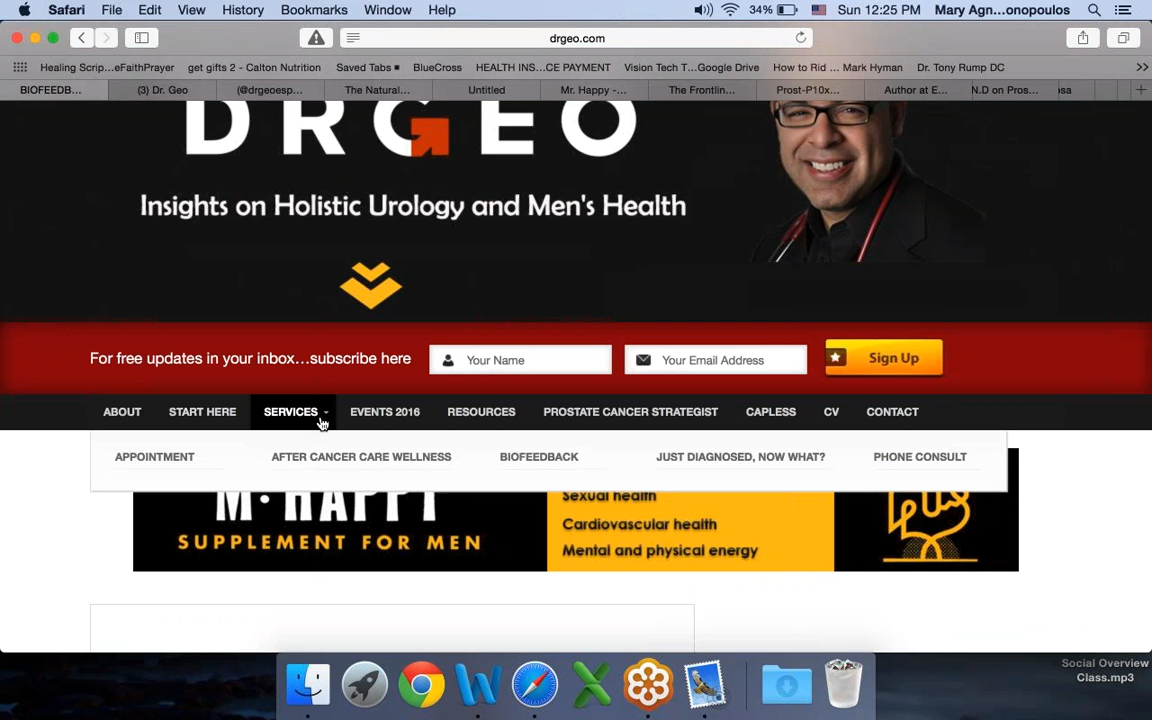 Safari File Edit View History Bookmarks Window Help 34% Sun 12:25 PM Mary Agn...onopoulos
drgeo.com
Healing Scrip...eFaithPrayer get gifts 2 - Calton Nutrition Saved Tabs BlueCross HEALTH INS...CE PAYMENT Vision Tech T...Google Drive How to Rid ... Mark Hyman Dr. Tony Rump DC
BIOFEEDB... (3) Dr. Geo (@drgeoesp... The Natural... Untitled Mr. Happy -... The Frontlin... Prost-P10x... Author at E... N.D on Pros...
DRGEO
Insights on Holistic Urology and Men's Health
For free updates in your inbox...subscribe here Your Name Your Email Address Sign Up
ABOUT START HERE SERVICES EVENTS 2016 RESOURCES PROSTATE CANCER STRATEGIST CAPLESS CV CONTACT
APPOINTMENT AFTER CANCER CARE WELLNESS BIOFEEDBACK JUST DIAGNOSED, NOW WHAT? PHONE CONSULT
Sexual health
SUPPLEMENT FOR MEN
Cardiovascular health
Mental and physical energy
Social Overview
Class.mp3